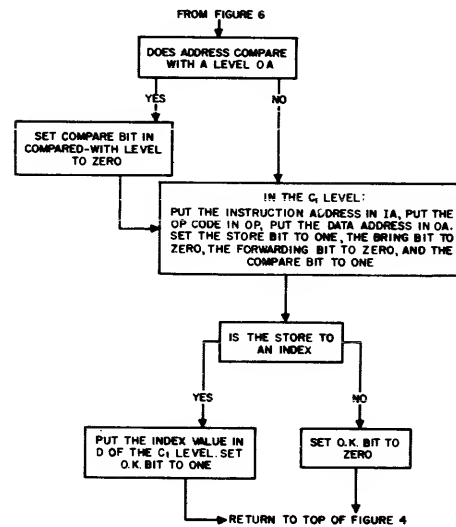 FROM FIGURE 6
DOES ADDRESS COMPARE
WITH A LEVEL OA
YES
NO
SET COMPARE BIT IN
COMPARED-WITH LEVEL
TO ZERO
IN THE C₁ LEVEL:
PUT THE INSTRUCTION ADDRESS IN IA, PUT THE
OP CODE IN OP, PUT THE DATA ADDRESS IN OA.
SET THE STORE BIT TO ONE, THE BRING BIT TO
ZERO, THE FORWARDING BIT TO ZERO, AND THE
COMPARE BIT TO ONE
IS THE STORE TO
AN INDEX
YES
NO
PUT THE INDEX VALUE IN
D OF THE C₁ LEVEL. SET
O.K. BIT TO ONE
SET O.K. BIT TO
ZERO
RETURN TO TOP OF FIGURE 4